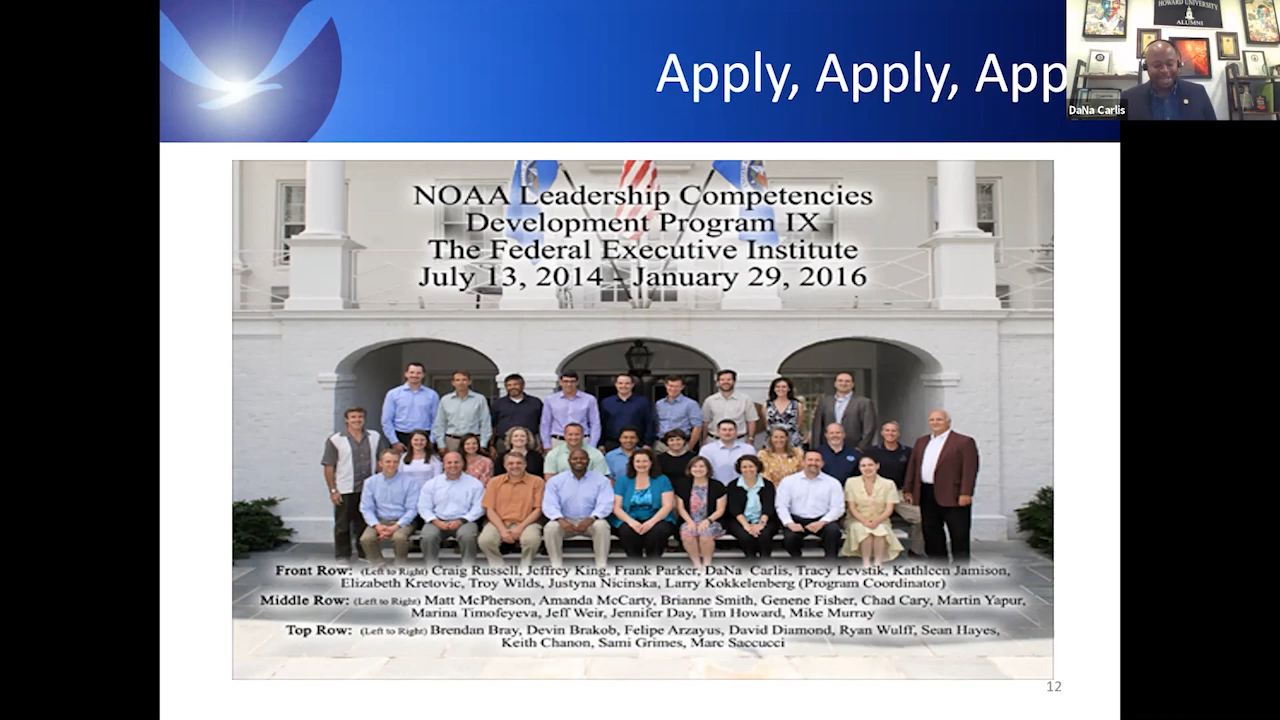 Apply, Apply, App
HOWARD UNIVERSITY
ALUMNI
DaNa Carlis
NOAA Leadership Competencies
Development Program IX
The Federal Executive Institute
July 13, 2014 - January 29, 2016
Front Row: (Left to Right) Craig Russell, Jeffrey King, Frank Parker, DaNa Carlis, Tracy Levstik, Kathleen Jamison,
Elizabeth Kretovic, Troy Wilds, Justyna Nicinska, Larry Kokkelenberg (Program Coordinator)
Middle Row: (Left to Right) Matt McPherson, Amanda McCarty, Brianne Smith, Genene Fisher, Chad Cary, Martin Yapur,
Marina Timofeyeva, Jeff Weir, Jennifer Day, Tim Howard, Mike Murray
Top Row: (Left to Right) Brendan Bray, Devin Brakob, Felipe Arzayus, David Diamond, Ryan Wulff, Sean Hayes,
Keith Chanon, Sami Grimes, Marc Saccucci
12